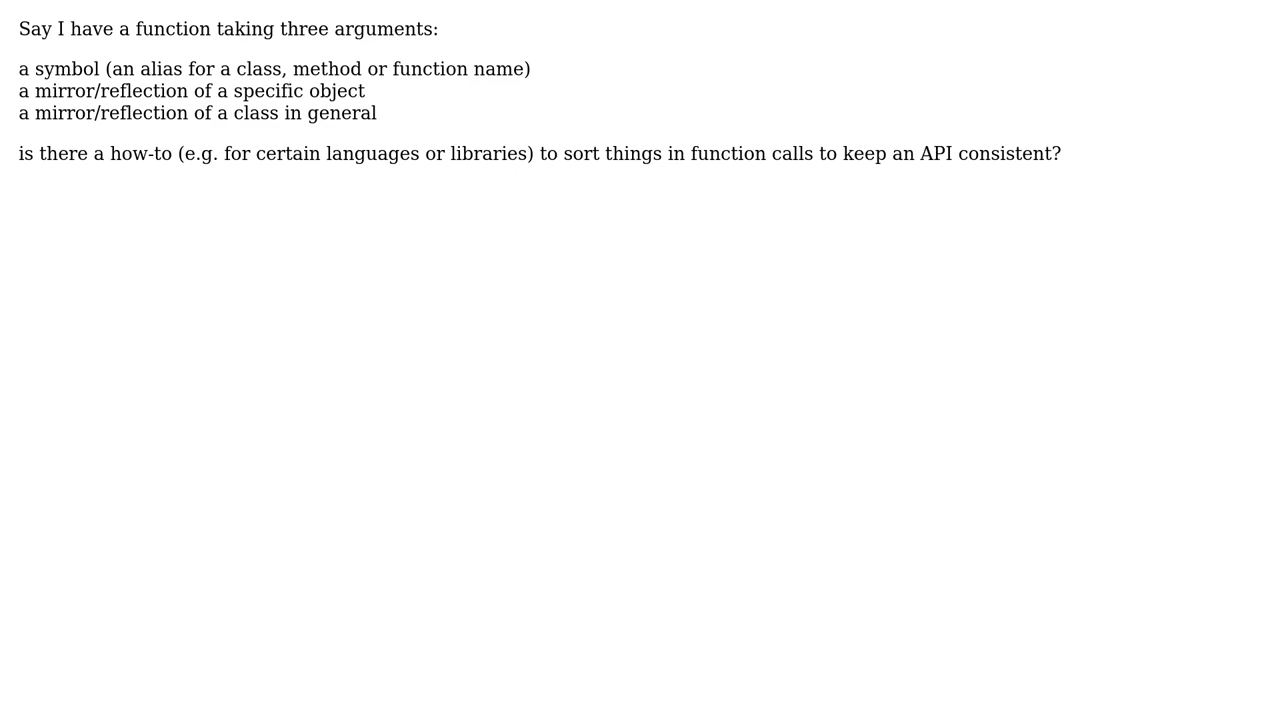 Say I have a function taking three arguments:
a symbol (an alias for a class, method or function name)
a mirror/reflection of a specific object
a mirror/reflection of a class in general
is there a how-to (e.g. for certain languages or libraries) to sort things in function calls to keep an API consistent?